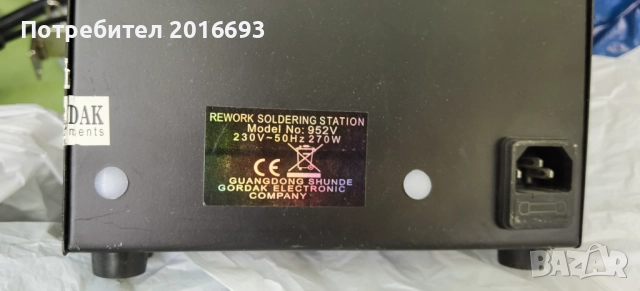 Потребител 2016693
DAK
ments
REWORK SOLDERING STATION
Model No: 952V
230V~50Hz 270W
CE
GUANGDONG SHUNDE
GORDAK ELECTRONIC
COMPANY
BAZAR